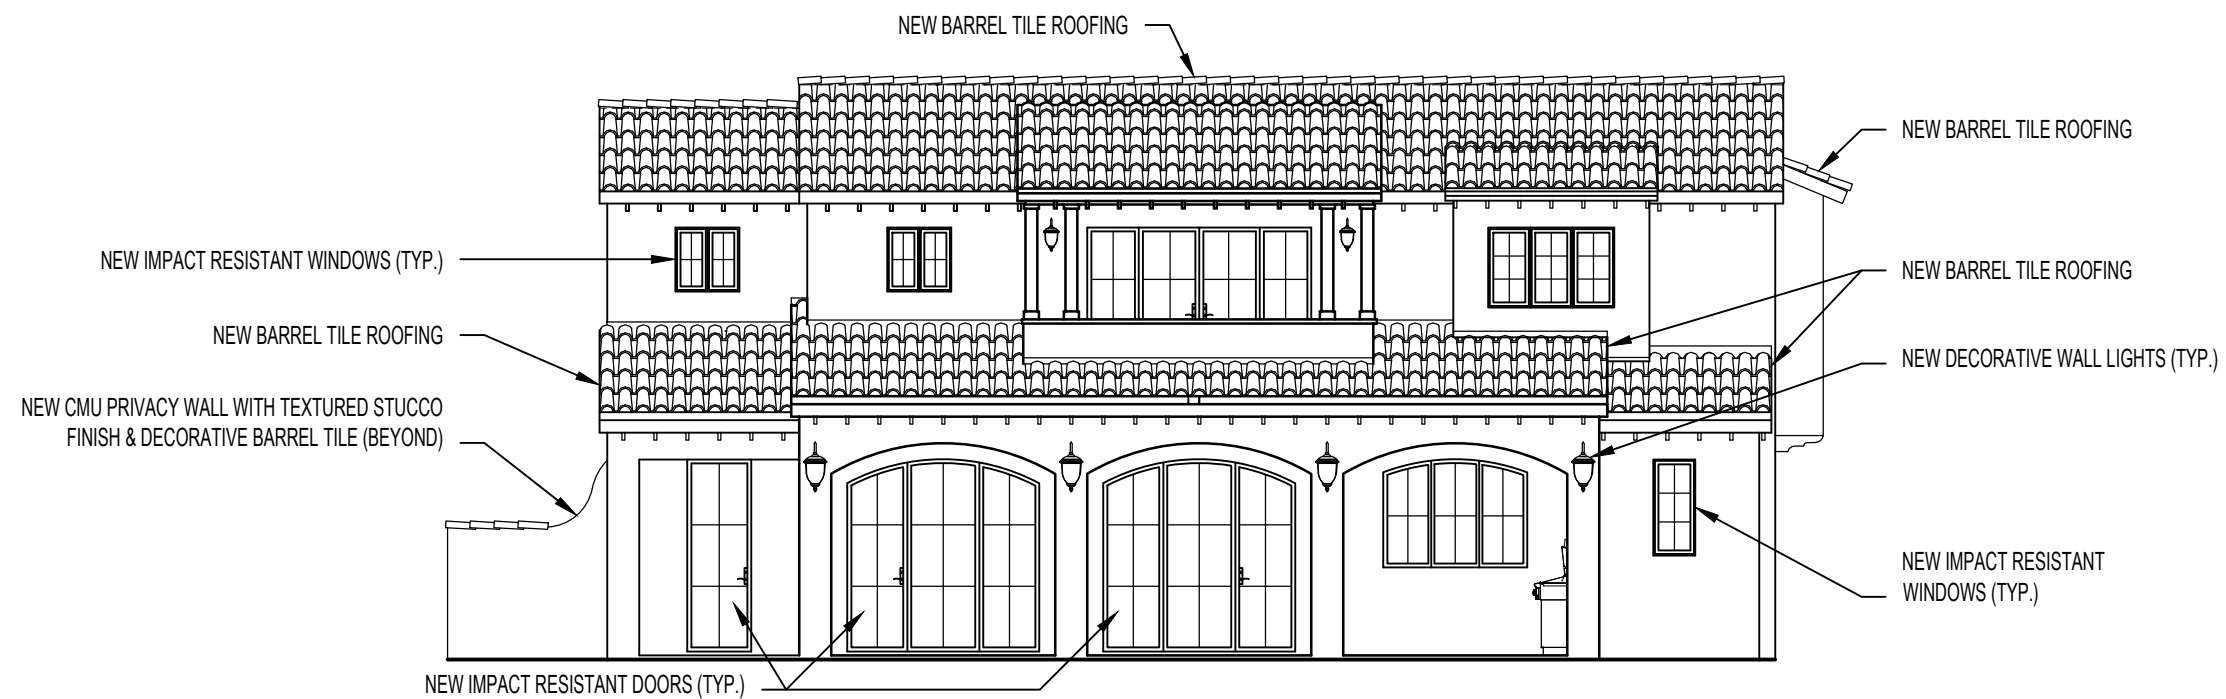 NEW BARREL TILE ROOFING
NEW BARREL TILE ROOFING
NEW IMPACT RESISTANT WINDOWS (TYP.)
NEW BARREL TILE ROOFING
NEW BARREL TILE ROOFING
NEW DECORATIVE WALL LIGHTS (TYP.)
NEW CMU PRIVACY WALL WITH TEXTURED STUCCO
FINISH & DECORATIVE BARREL TILE (BEYOND)
NEW IMPACT RESISTANT
WINDOWS (TYP.)
NEW IMPACT RESISTANT DOORS (TYP.)